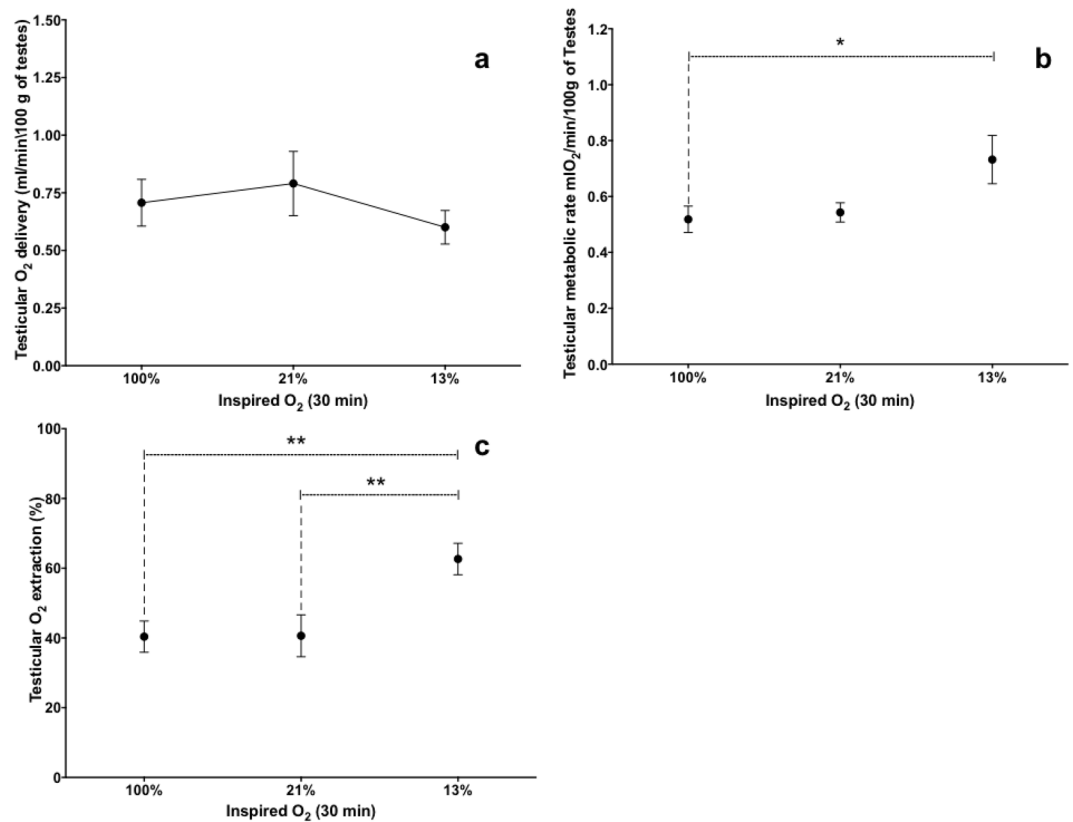 a
Testicular O2 delivery (ml/min\100 g of testes)
1.50
1.25
1.00
0.75
0.50
0.25
0.00
100% 21% 13%
Inspired O2 (30 min)
b
Testicular metabolic rate mlO2/min/100g of Testes
1.2
1.0
0.8
0.6
0.4
0.2
0.0
*
100% 21% 13%
Inspired O2 (30 min)
c
Testicular O2 extraction (%)
100
80
60
40
20
0
**
**
100% 21% 13%
Inspired O2 (30 min)